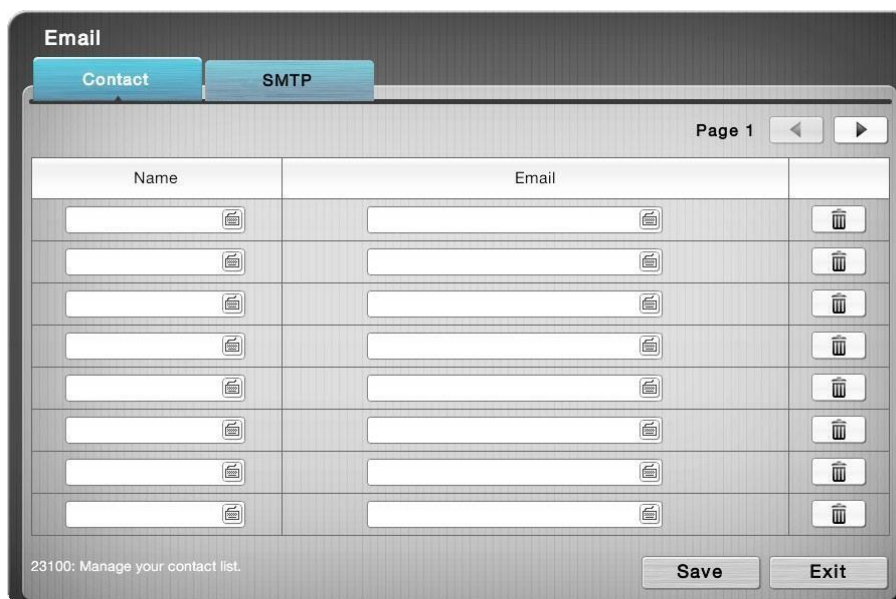 Email
Contact SMTP
Page 1
Name Email
23100: Manage your contact list.
Save Exit